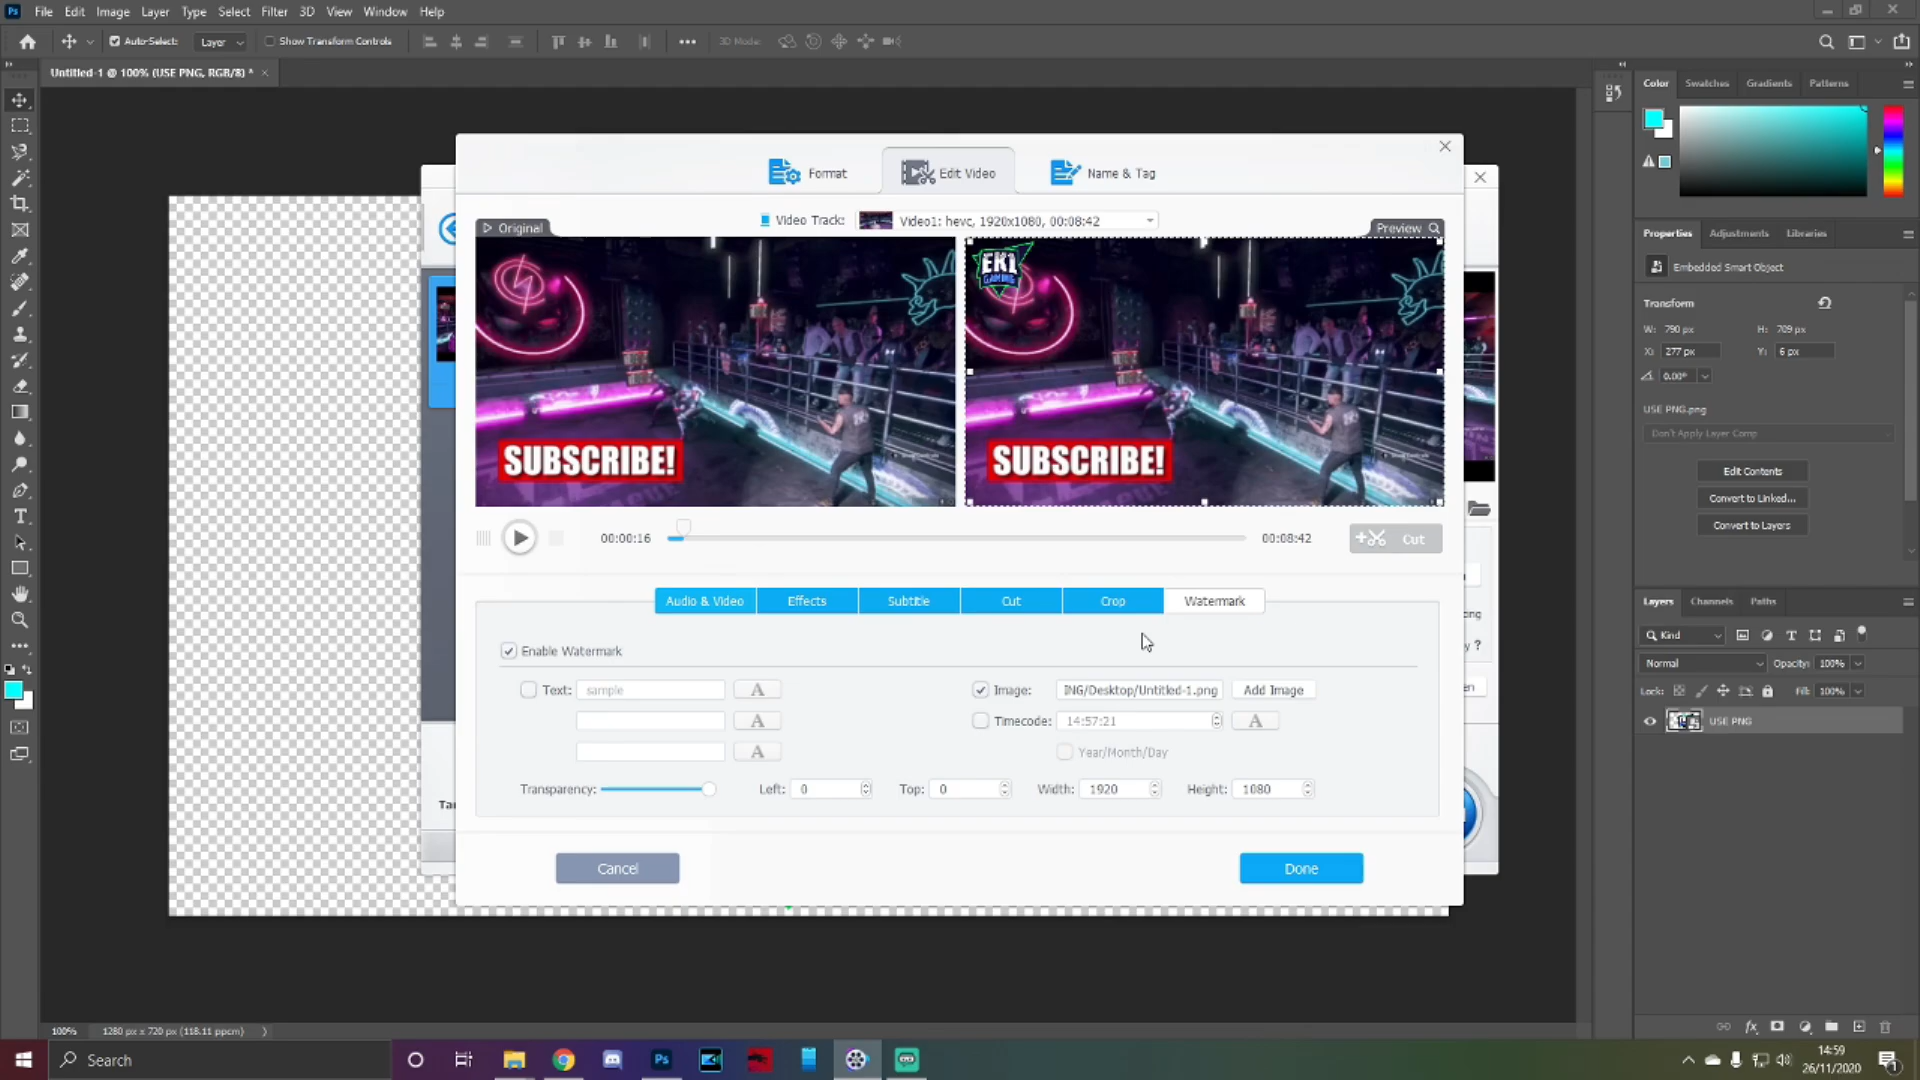 Ps File Edit Image Layer Type Select Filter 3D View Window Help
Auto-Select: Layer Show Transform Controls 3D Mode:
Untitled-1 @ 100% (USE PNG, RGB/8) *
Color Swatches Gradients Patterns
Format Edit Video Name & Tag
Video Track: Video1: hevc, 1920x1080, 00:08:42
Original
Preview
EK1
GAMING
SUBSCRIBE!
SUBSCRIBE!
00:00:16
00:08:42
Cut
Audio & Video Effects Subtitle Cut Crop Watermark
Enable Watermark
Text: sample A
A
A
Image: ING/Desktop/Untitled-1.png Add Image
Timecode: 14:57:21 A
Year/Month/Day
Transparency: Left: 0 Top: 0 Width: 1920 Height: 1080
Cancel Done
Properties Adjustments Libraries
Embedded Smart Object
Transform
W: 790 px H: 709 px
X: 277 px Y: 6 px
0.00°
USE PNG.png
Don't Apply Layer Comp
Edit Contents
Convert to Linked...
Convert to Layers
Layers Channels Paths
Kind
Normal Opacity: 100%
Lock: Fill: 100%
USE PNG
100% 1280 px x 720 px (118.11 ppcm)
Search
Ps
14:59
26/11/2020